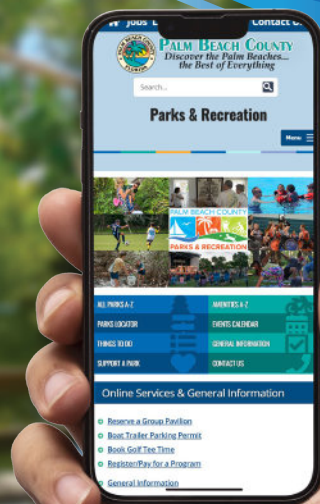 Jobs
Contact
PALM BEACH COUNTY
Discover the Palm Beaches...
the Best of Everything
Search...
Parks & Recreation
Menu
PALM BEACH COUNTY
PARKS & RECREATION
ALL PARKS A-Z
AMENITIES A-Z
PARKS LOCATOR
EVENTS CALENDAR
THINGS TO DO
GENERAL INFORMATION
SUPPORT A PARK
CONTACT US
Online Services & General Information
Reserve a Group Pavilion
Boat Trailer Parking Permit
Book Golf Tee Time
Register/Pay for a Program
General Information